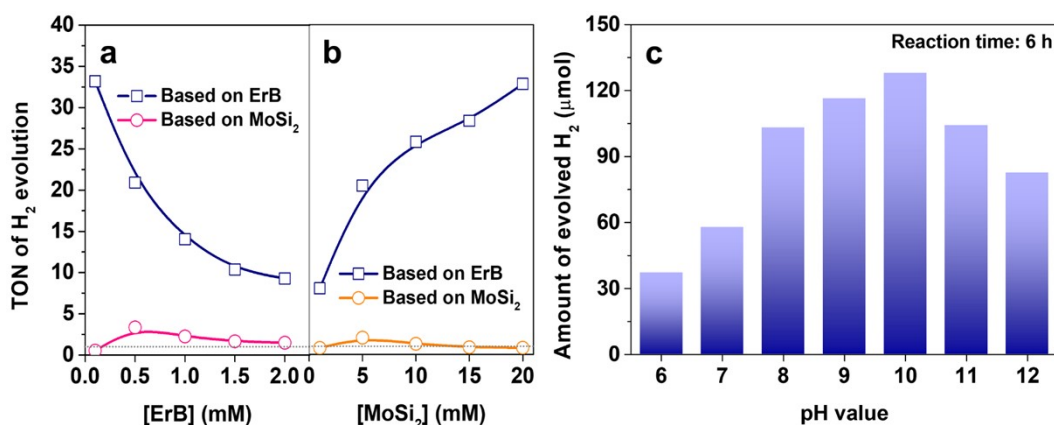 a
Based on ErB
Based on MoSi₂
TON of H₂ evolution
40
35
30
25
20
15
10
5
0
0.0 0.5 1.0 1.5 2.0
[ErB] (mM)
b
Based on ErB
Based on MoSi₂
0 5 10 15 20
[MoSi₂] (mM)
c
Reaction time: 6 h
Amount of evolved H₂ (μmol)
150
120
90
60
30
0
6 7 8 9 10 11 12
pH value